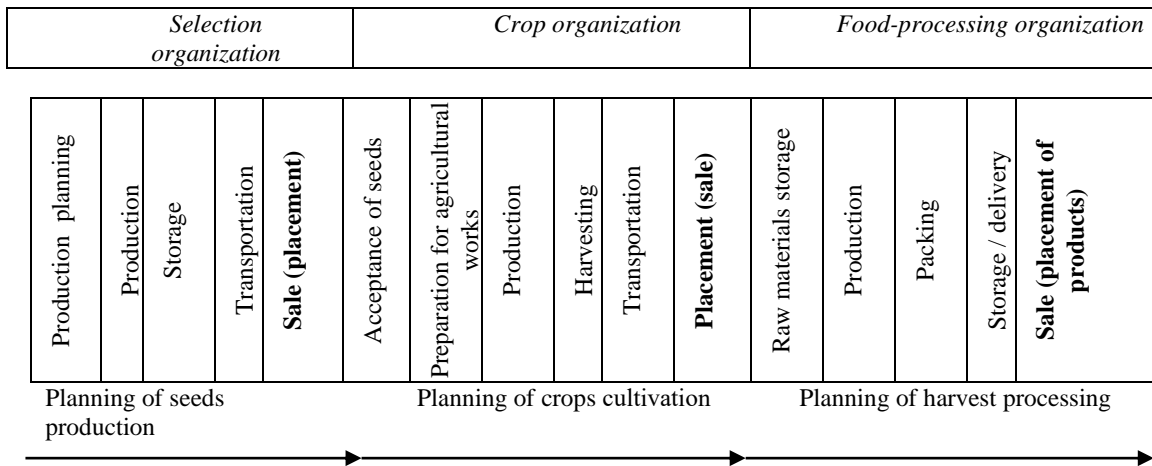 Selection
organization
Crop organization
Food-processing organization
Production planning
Production
Storage
Transportation
Sale (placement)
Acceptance of seeds
Preparation for agricultural
works
Production
Harvesting
Transportation
Placement (sale)
Raw materials storage
Production
Packing
Storage / delivery
Sale (placement of
products)
Planning of seeds
production
Planning of crops cultivation
Planning of harvest processing